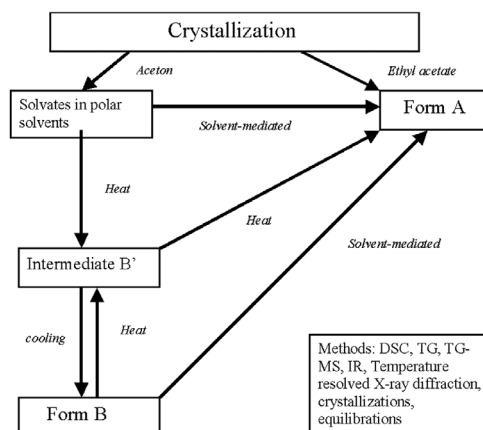 Crystallization
Aceton
Ethyl acetate
Solvates in polar
solvents
Form A
Solvent-mediated
Heat
Heat
Solvent-mediated
Intermediate B’
cooling
Heat
Form B
Methods: DSC, TG, TG-
MS, IR, Temperature
resolved X-ray diffraction,
crystallizations,
equilibrations